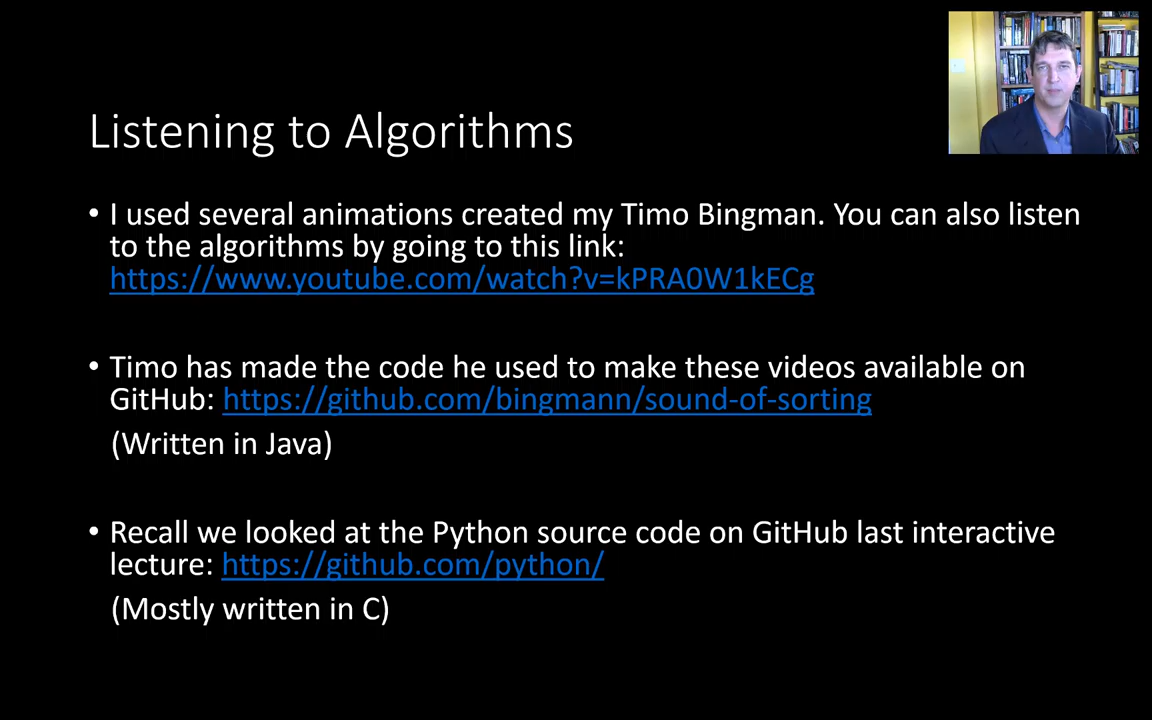 Listening to Algorithms
• I used several animations created my Timo Bingman. You can also listen
to the algorithms by going to this link:
https://www.youtube.com/watch?v=kPRA0W1kECg
• Timo has made the code he used to make these videos available on
GitHub: https://github.com/bingmann/sound-of-sorting
(Written in Java)
• Recall we looked at the Python source code on GitHub last interactive
lecture: https://github.com/python/
(Mostly written in C)